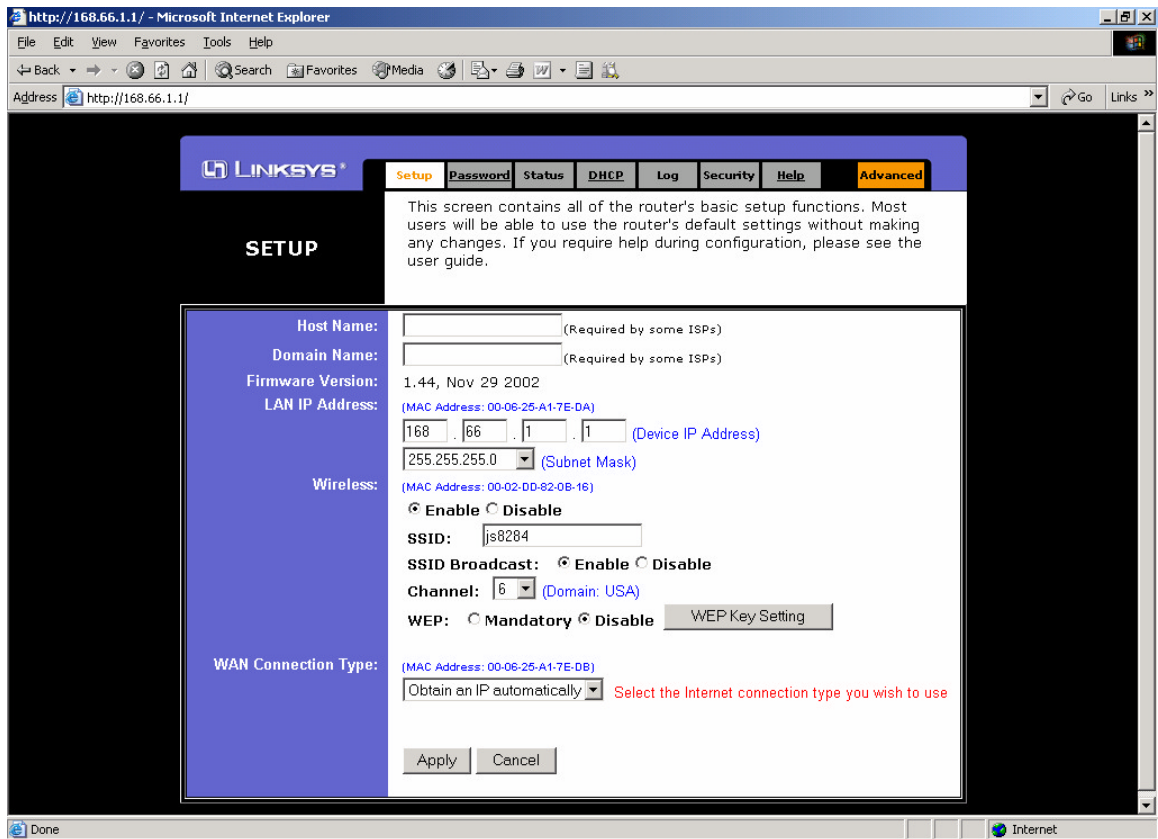 http://168.66.1.1/ - Microsoft Internet Explorer
File Edit View Favorites Tools Help
Back Search Favorites Media
Address http://168.66.1.1/ Go Links »
LINKSYS®
Setup Password Status DHCP Log Security Help Advanced
SETUP
This screen contains all of the router's basic setup functions. Most
users will be able to use the router's default settings without making
any changes. If you require help during configuration, please see the
user guide.
Host Name: (Required by some ISPs)
Domain Name: (Required by some ISPs)
Firmware Version: 1.44, Nov 29 2002
LAN IP Address: (MAC Address: 00-06-25-A1-7E-DA)
168 . 66 . 1 . 1 (Device IP Address)
255.255.255.0 (Subnet Mask)
Wireless: (MAC Address: 00-02-DD-82-0B-16)
Enable Disable
SSID: js8284
SSID Broadcast: Enable Disable
Channel: 6 (Domain: USA)
WEP: Mandatory Disable WEP Key Setting
WAN Connection Type: (MAC Address: 00-06-25-A1-7E-DB)
Obtain an IP automatically Select the Internet connection type you wish to use
Apply Cancel
Done Internet